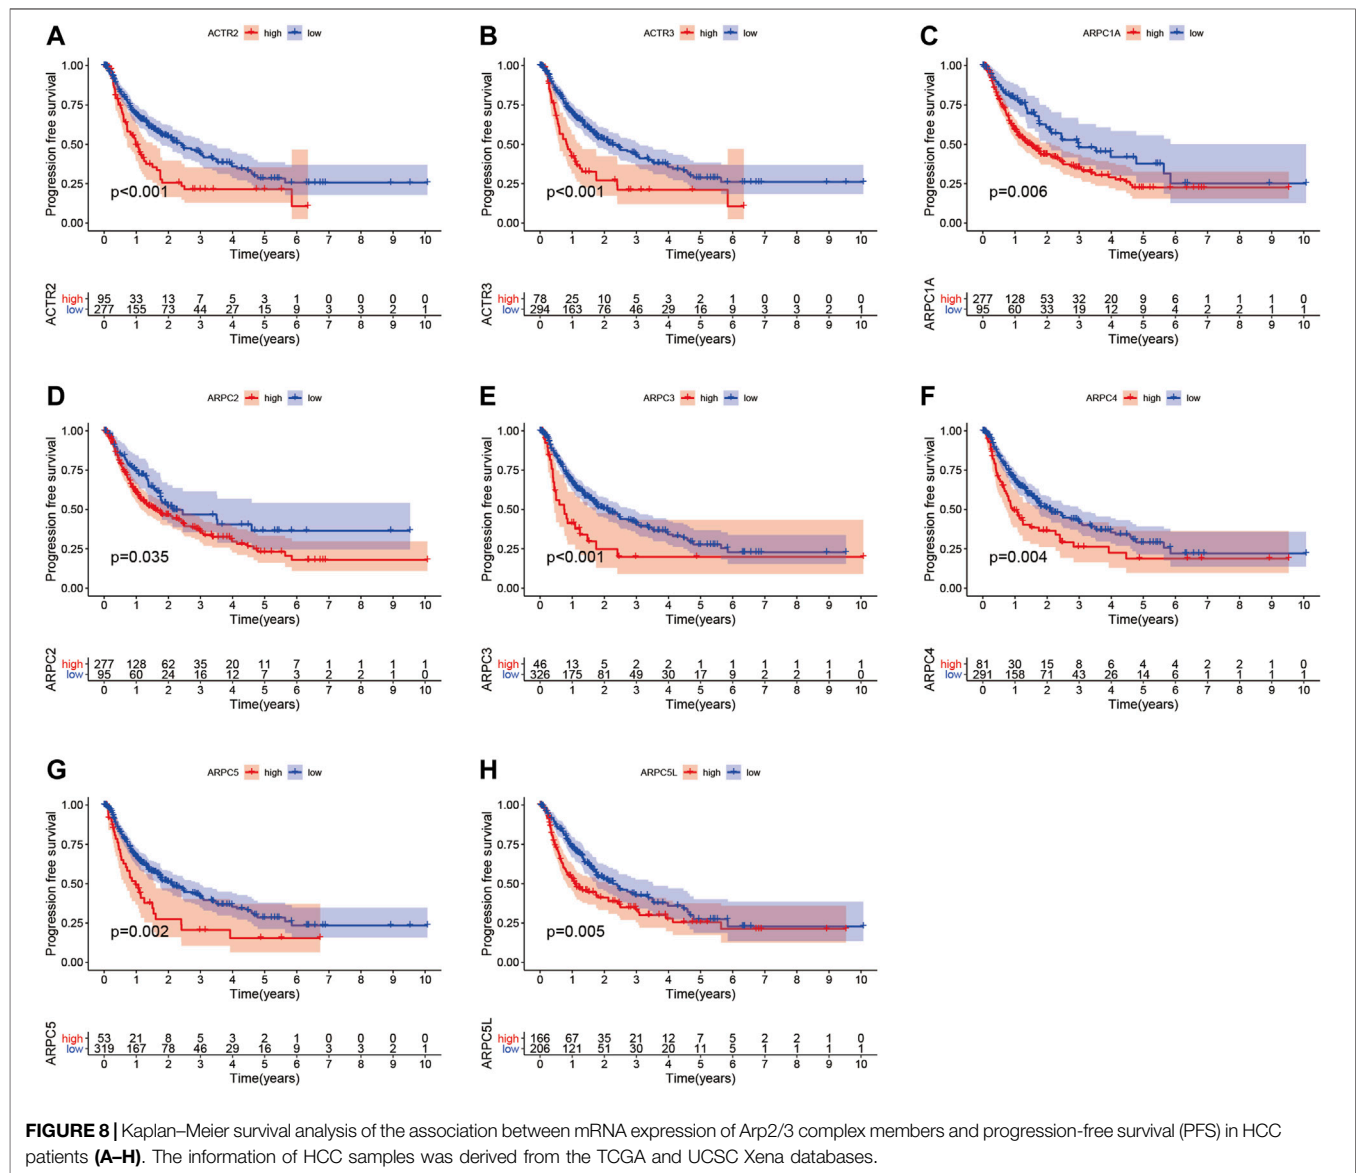 A
ACTR2 high low
Progression free survival
1.00
0.75
0.50
0.25
0.00
p<0.001
0 1 2 3 4 5 6 7 8 9 10
Time(years)
ACTR2
high 95 33 13 7 5 3 1 0 0 0 0
low 277 155 73 44 27 15 9 3 3 2 1
0 1 2 3 4 5 6 7 8 9 10
Time(years)
B
ACTR3 high low
Progression free survival
1.00
0.75
0.50
0.25
0.00
p<0.001
0 1 2 3 4 5 6 7 8 9 10
Time(years)
ACTR3
high 78 25 10 5 3 2 1 0 0 0 0
low 294 163 76 46 29 16 9 3 3 2 1
0 1 2 3 4 5 6 7 8 9 10
Time(years)
C
ARPC1A high low
Progression free survival
1.00
0.75
0.50
0.25
0.00
p=0.006
0 1 2 3 4 5 6 7 8 9 10
Time(years)
ARPC1A
high 277 128 53 32 20 9 6 1 1 1 0
low 95 60 33 19 12 9 4 2 2 1 1
0 1 2 3 4 5 6 7 8 9 10
Time(years)
D
ARPC2 high low
Progression free survival
1.00
0.75
0.50
0.25
0.00
p=0.035
0 1 2 3 4 5 6 7 8 9 10
Time(years)
ARPC2
high 277 128 62 35 20 11 7 1 1 1 1
low 95 60 24 16 12 7 3 2 2 1 0
0 1 2 3 4 5 6 7 8 9 10
Time(years)
E
ARPC3 high low
Progression free survival
1.00
0.75
0.50
0.25
0.00
p<0.001
0 1 2 3 4 5 6 7 8 9 10
Time(years)
ARPC3
high 46 13 5 2 2 1 1 1 1 1 1
low 326 175 81 49 30 17 9 2 2 1 0
0 1 2 3 4 5 6 7 8 9 10
Time(years)
F
ARPC4 high low
Progression free survival
1.00
0.75
0.50
0.25
0.00
p=0.004
0 1 2 3 4 5 6 7 8 9 10
Time(years)
ARPC4
high 81 30 15 8 6 4 4 2 2 1 0
low 291 158 71 43 26 14 6 1 1 1 1
0 1 2 3 4 5 6 7 8 9 10
Time(years)
G
ARPC5 high low
Progression free survival
1.00
0.75
0.50
0.25
0.00
p=0.002
0 1 2 3 4 5 6 7 8 9 10
Time(years)
ARPC5
high 53 21 8 5 3 2 1 0 0 0 0
low 319 167 78 46 29 16 9 3 3 2 1
0 1 2 3 4 5 6 7 8 9 10
Time(years)
H
ARPC5L high low
Progression free survival
1.00
0.75
0.50
0.25
0.00
p=0.005
0 1 2 3 4 5 6 7 8 9 10
Time(years)
ARPC5L
high 166 67 35 21 12 7 5 2 2 1 0
low 206 121 51 30 20 11 5 1 1 1 1
0 1 2 3 4 5 6 7 8 9 10
Time(years)
FIGURE 8 | Kaplan–Meier survival analysis of the association between mRNA expression of Arp2/3 complex members and progression-free survival (PFS) in HCC
patients (A–H). The information of HCC samples was derived from the TCGA and UCSC Xena databases.